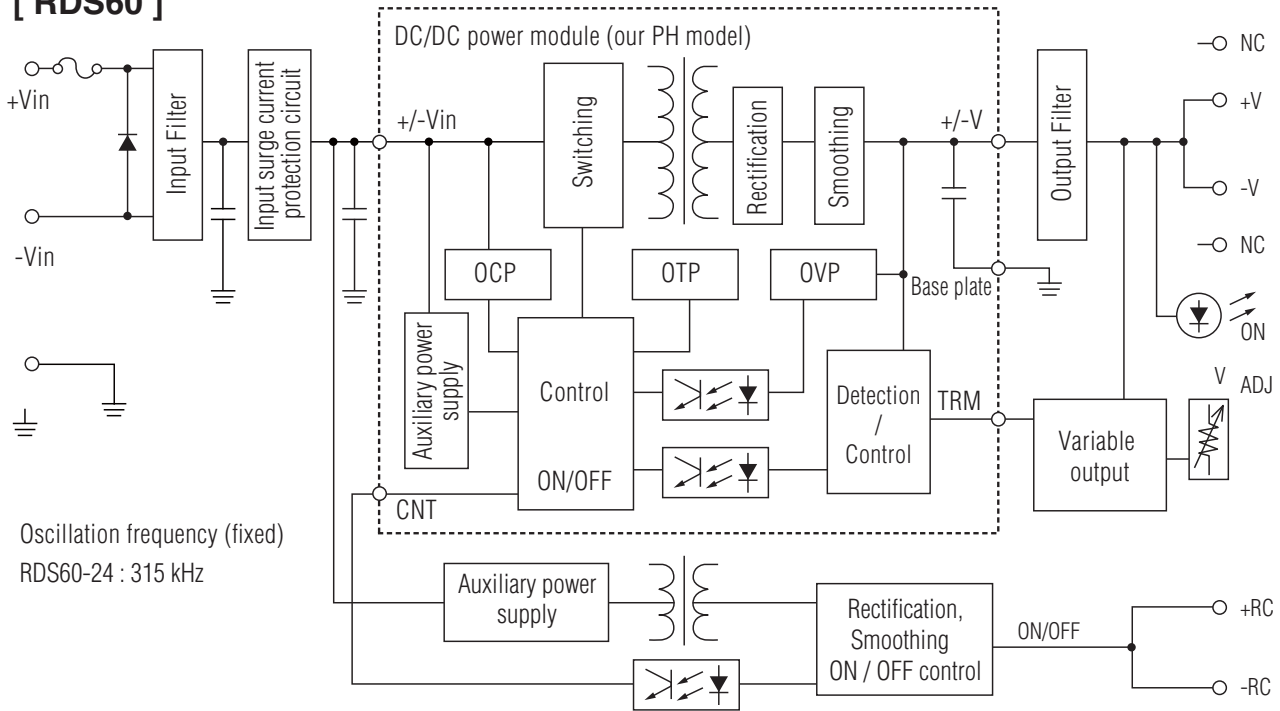 [ RDS60 ]
DC/DC power module (our PH model)
+Vin
-Vin
Input Filter
Input surge current
protection circuit
+/-Vin
Switching
Rectification
Smoothing
+/-V
Output Filter
NC
+V
-V
NC
ON
OCP
OTP
OVP
Base plate
Auxiliary power
supply
Control
ON/OFF
Detection
/
Control
TRM
Variable
output
V ADJ
CNT
Oscillation frequency (fixed)
RDS60-24 : 315 kHz
Auxiliary power
supply
Rectification,
Smoothing
ON / OFF control
ON/OFF
+RC
-RC